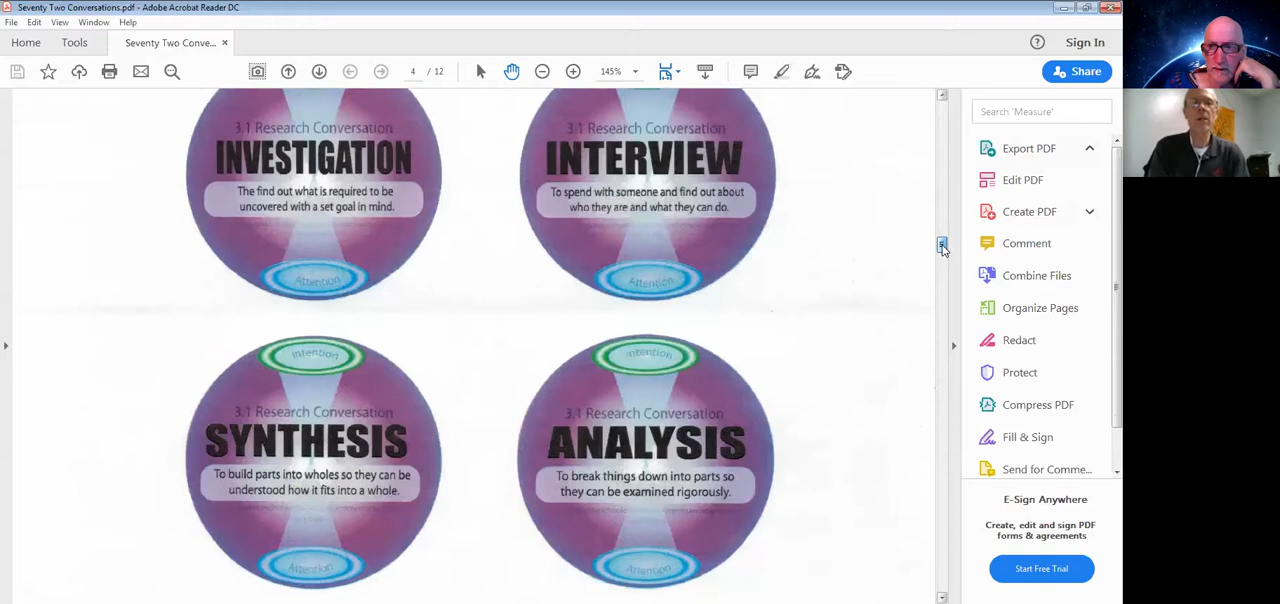 Seventy Two Conversations.pdf - Adobe Acrobat Reader DC
File Edit View Window Help
Home Tools Seventy Two Conve... × Sign In
4 / 12 145% Share
3.1 Research Conversation
INVESTIGATION
The find out what is required to be
uncovered with a set goal in mind.
Attention
3.1 Research Conversation
INTERVIEW
To spend with someone and find out about
who they are and what they can do.
Attention
Intention
3.1 Research Conversation
SYNTHESIS
To build parts into wholes so they can be
understood how it fits into a whole.
Attention
Intention
3.1 Research Conversation
ANALYSIS
To break things down into parts so
they can be examined rigorously.
Attention
Search 'Measure'
Export PDF
Edit PDF
Create PDF
Comment
Combine Files
Organize Pages
Redact
Protect
Compress PDF
Fill & Sign
Send for Comme...
E-Sign Anywhere
Create, edit and sign PDF
forms & agreements
Start Free Trial